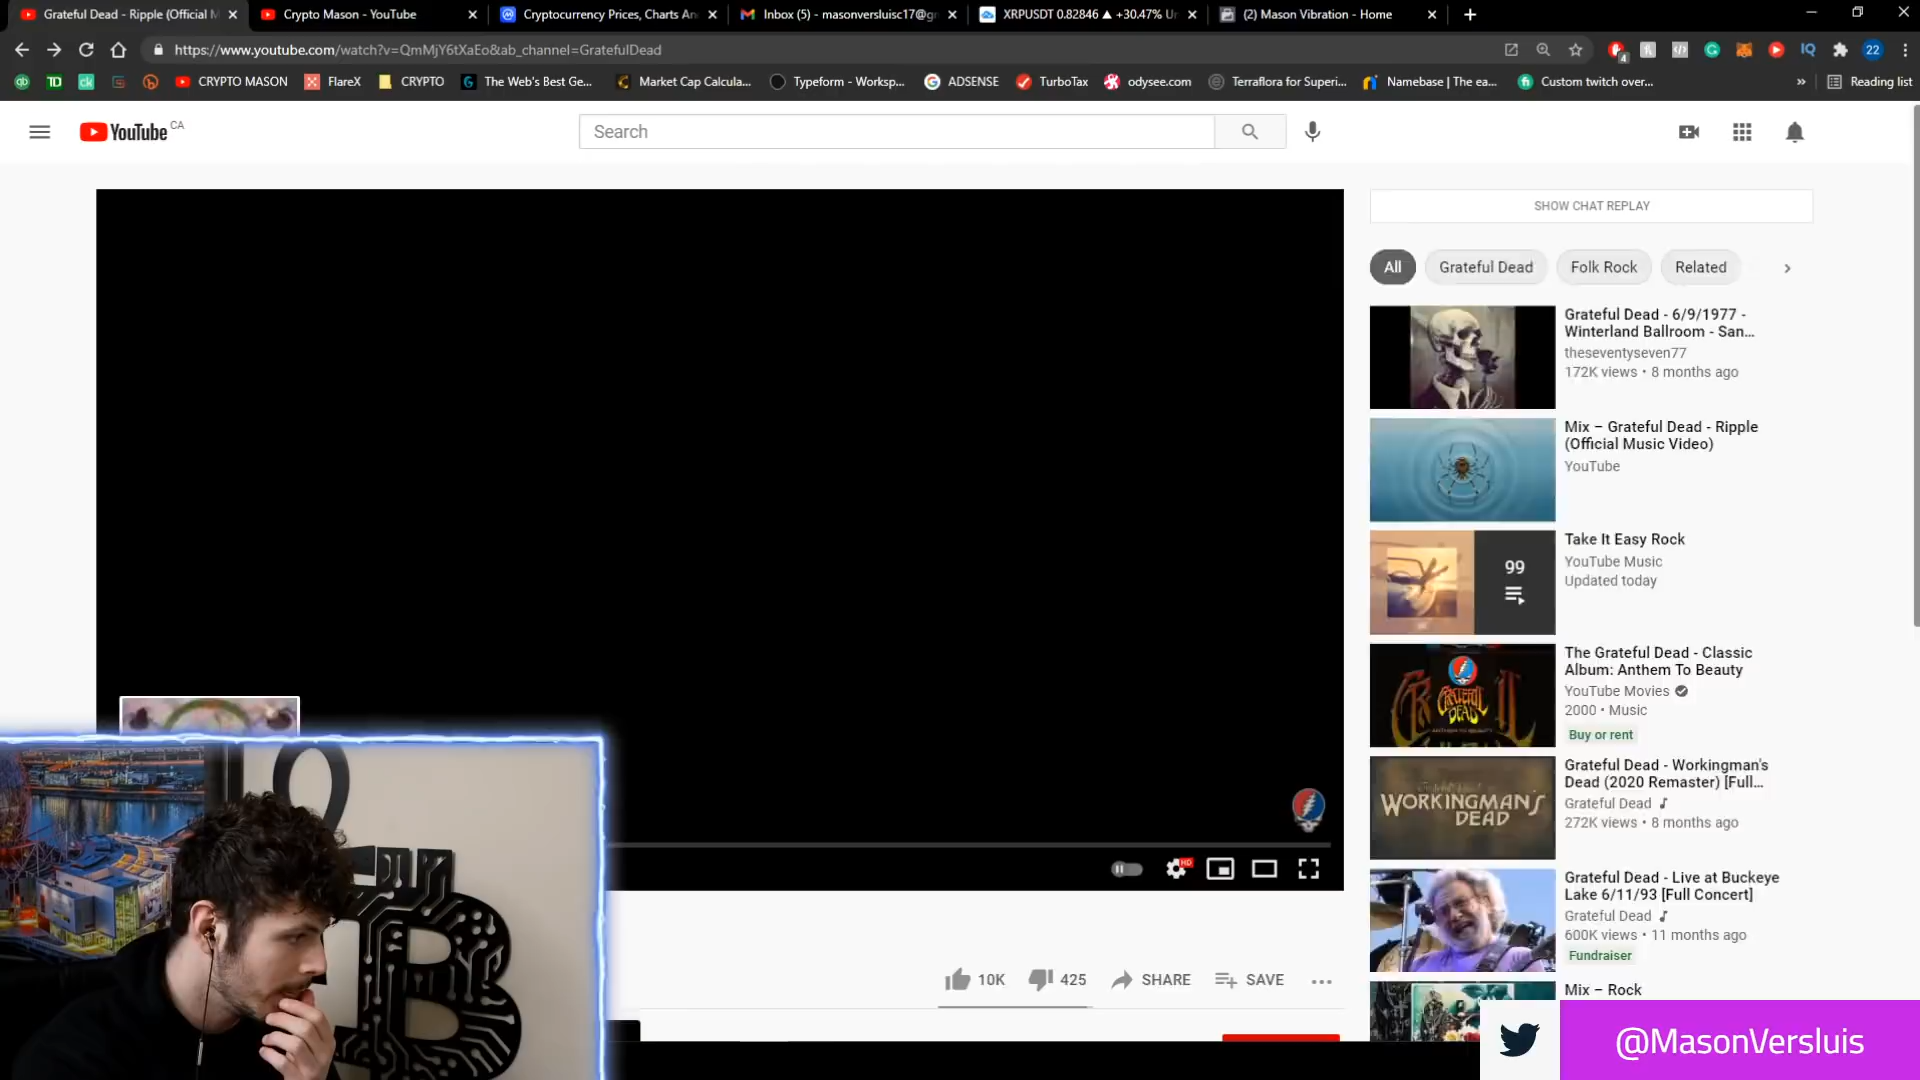 Grateful Dead - Ripple (Official M
Crypto Mason - YouTube
Cryptocurrency Prices, Charts An
Inbox (5) - masonversluisc17@g
XRPUSDT 0.82846 ▲ +30.47% U
(2) Mason Vibration - Home
https://www.youtube.com/watch?v=QmMjY6tXaEo&ab_channel=GratefulDead
4
22
TD
ck
CRYPTO MASON
FlareX
CRYPTO
The Web's Best Ge...
Market Cap Calcula...
Typeform - Worksp...
ADSENSE
TurboTax
odysee.com
Terraflora for Superi...
Namebase | The ea...
Custom twitch over...
»
Reading list
YouTube CA
Search
SHOW CHAT REPLAY
All
Grateful Dead
Folk Rock
Related
Grateful Dead - 6/9/1977 -
Winterland Ballroom - San...
theseventyseven77
172K views • 8 months ago
Mix – Grateful Dead - Ripple
(Official Music Video)
YouTube
99
Take It Easy Rock
YouTube Music
Updated today
GRATEFUL
DEAD
The Grateful Dead - Classic
Album: Anthem To Beauty
YouTube Movies
2000 • Music
Buy or rent
WORKINGMAN'S
DEAD
Grateful Dead - Workingman's
Dead (2020 Remaster) [Full...
Grateful Dead
272K views • 8 months ago
Grateful Dead - Live at Buckeye
Lake 6/11/93 [Full Concert]
Grateful Dead
600K views • 11 months ago
Fundraiser
Mix – Rock
HD
10K
425
SHARE
SAVE
@MasonVersluis